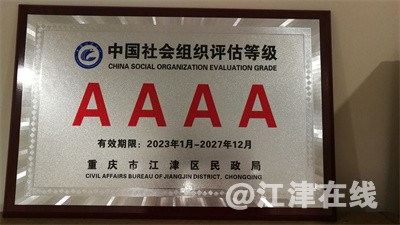 中国社会组织评估等级
CHINA SOCIAL ORGANIZATION EVALUATION GRADE
AAAA
有效期限：2023年1月-2027年12月
重庆市江津区民政局
CIVIL AFFAIRS BUREAU OF JIANGJIN DISTRICT, CHONGQING
@江津在线